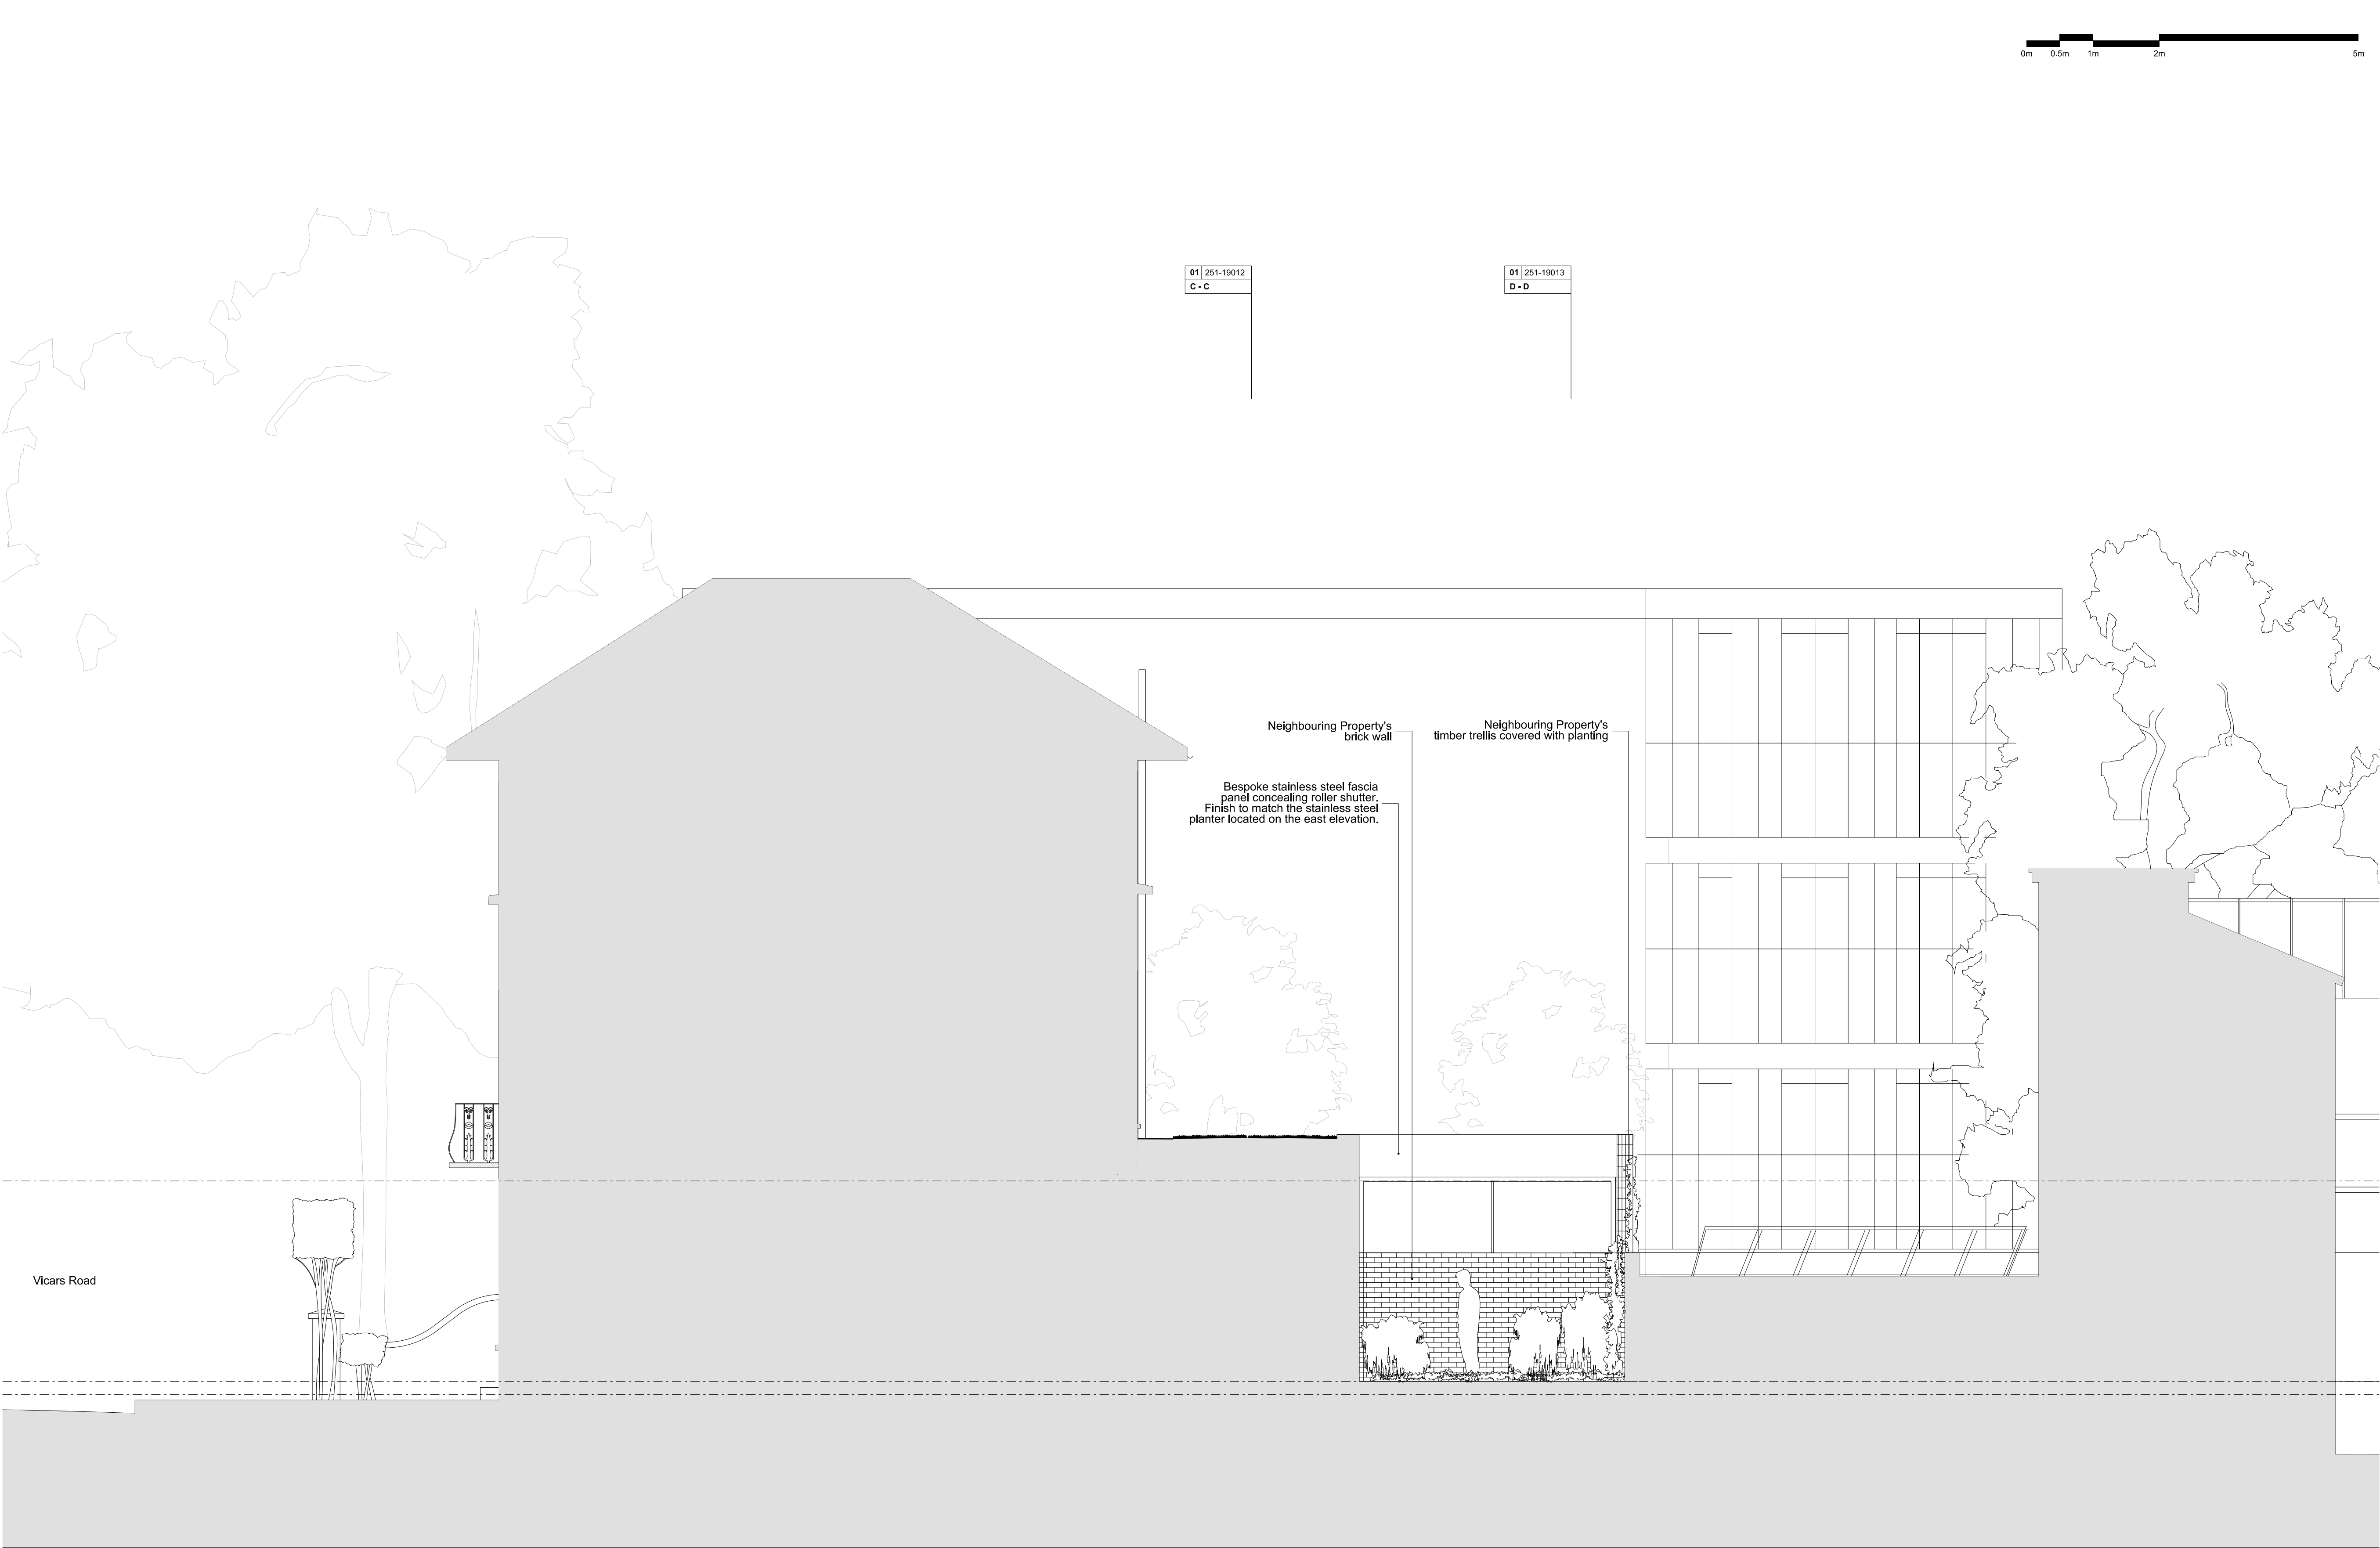 0m 0.5m 1m 2m 5m
01 251-19012
C - C
01 251-19013
D - D
Neighbouring Property's
brick wall
Neighbouring Property's
timber trellis covered with planting
Bespoke stainless steel fascia
panel concealing roller shutter.
Finish to match the stainless steel
planter located on the east elevation.
Vicars Road